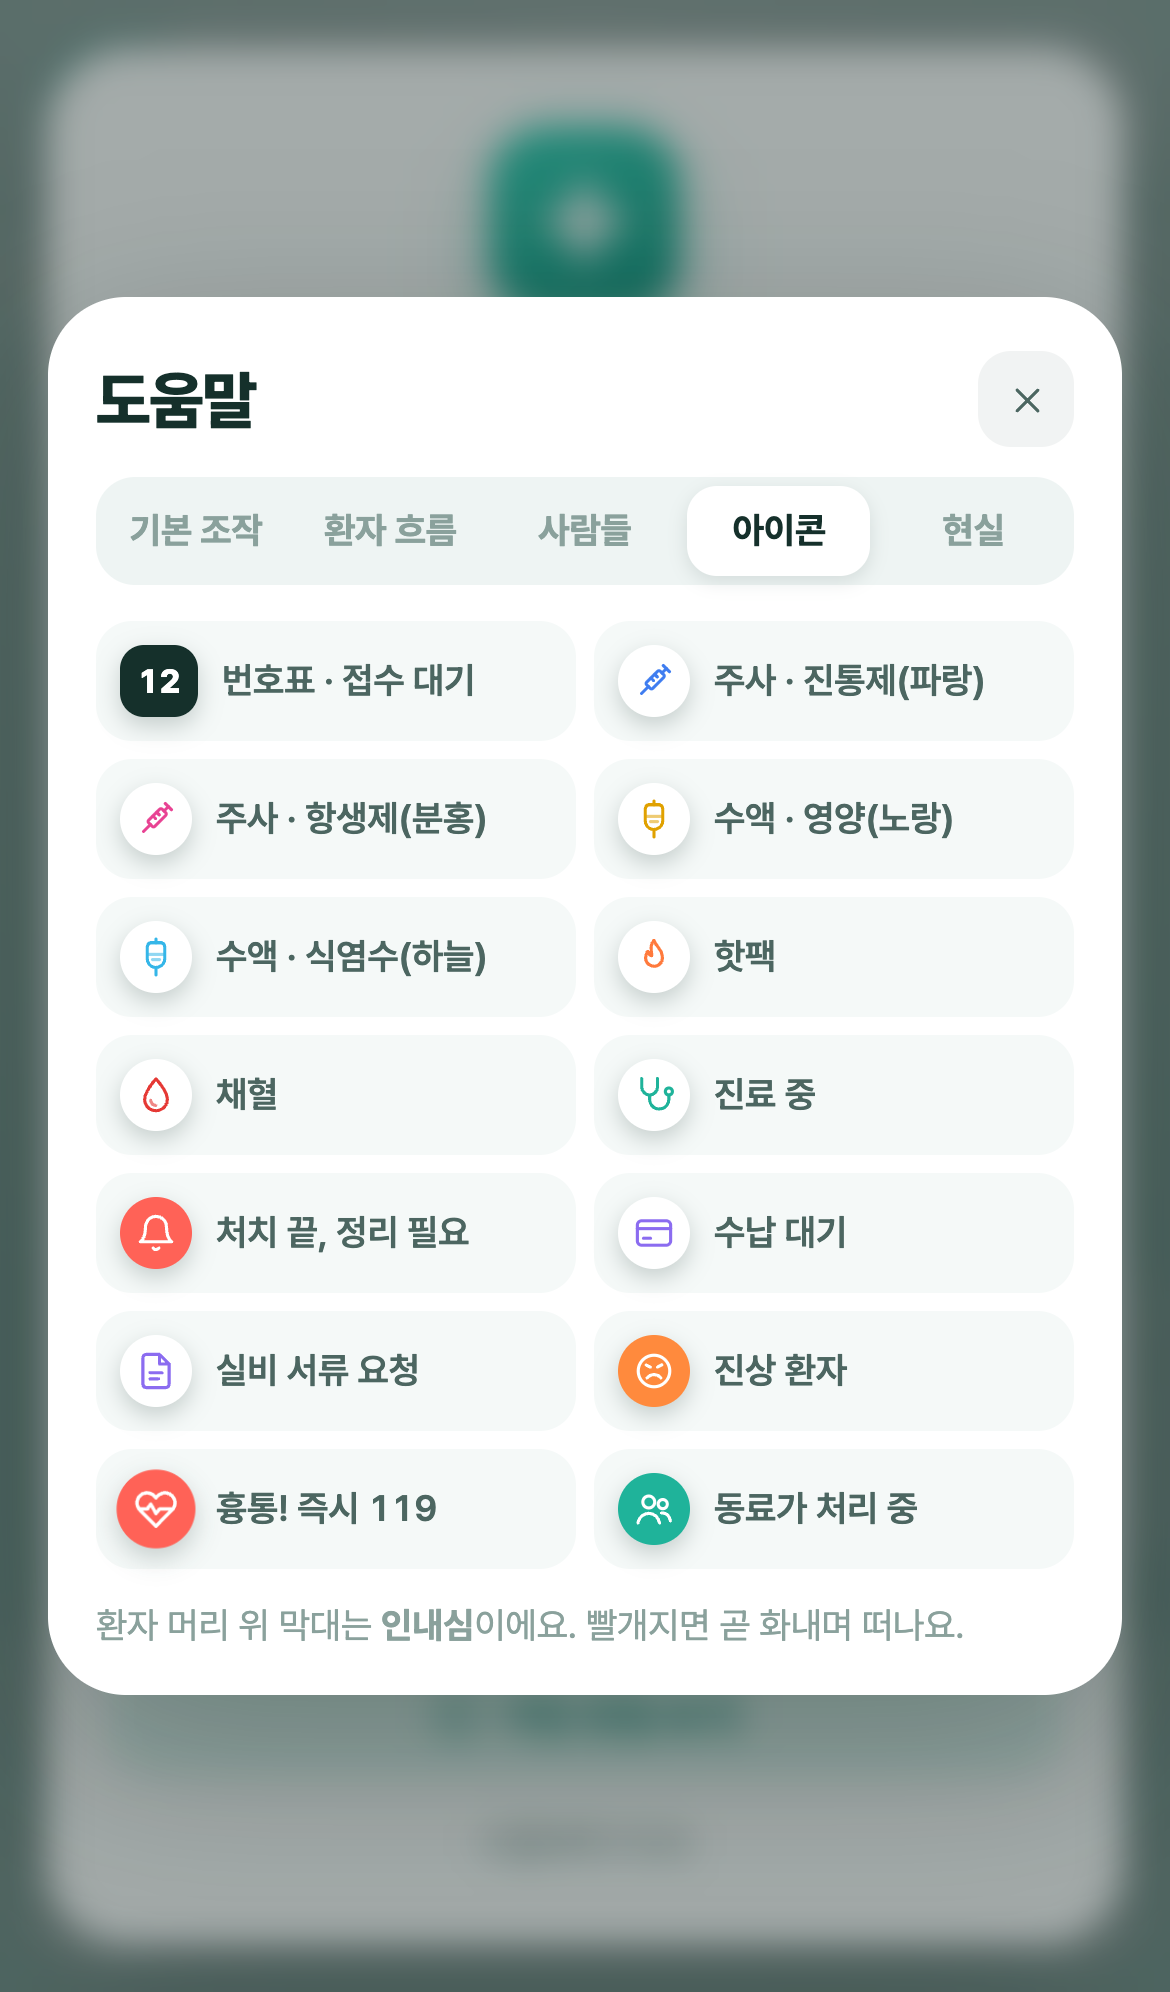 도움말
기본 조작 환자 흐름 사람들 아이콘 현실
12 번호표 · 접수 대기
주사 · 진통제(파랑)
주사 · 항생제(분홍)
수액 · 영양(노랑)
수액 · 식염수(하늘)
핫팩
채혈
진료 중
처치 끝, 정리 필요
수납 대기
실비 서류 요청
진상 환자
흉통! 즉시 119
동료가 처리 중
환자 머리 위 막대는 인내심이에요. 빨개지면 곧 화내며 떠나요.